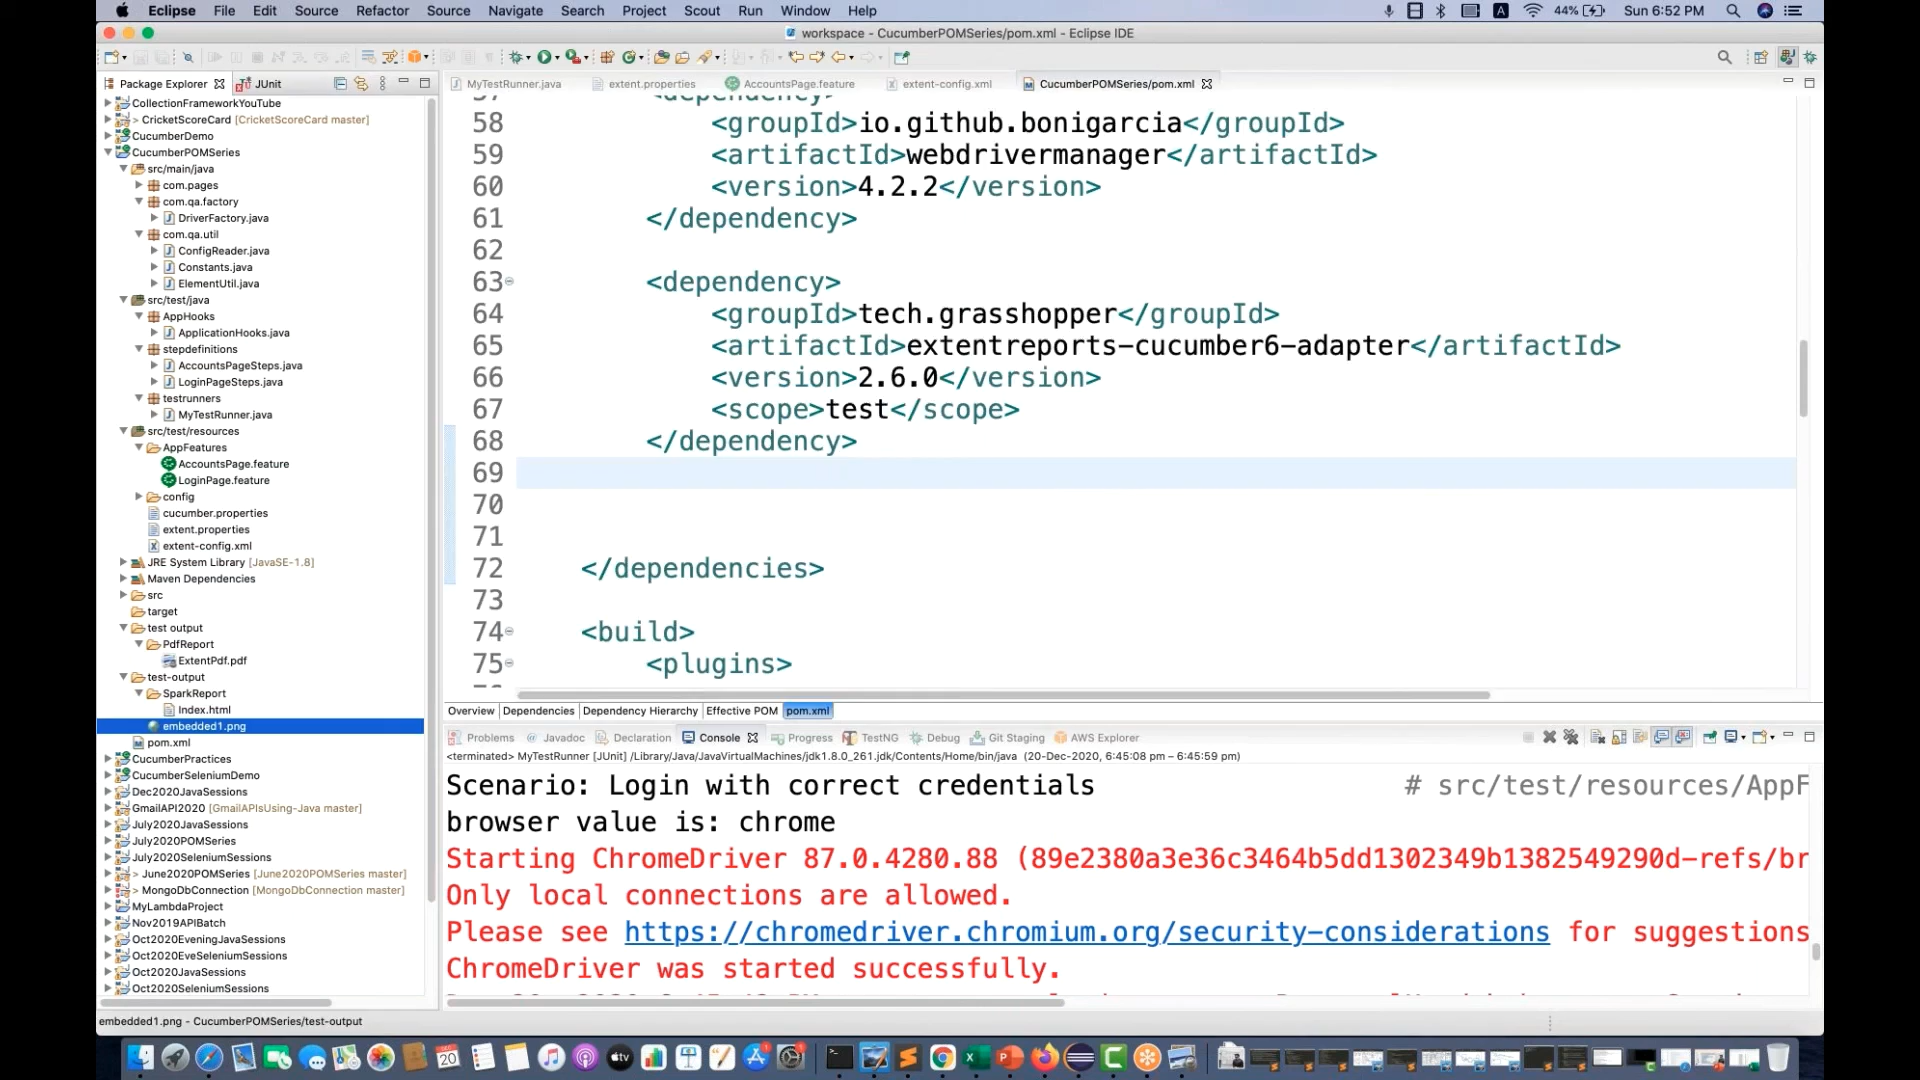 Eclipse File Edit Source Refactor Source Navigate Search Project Scout Run Window Help
44% Sun 6:52 PM
workspace - CucumberPOMSeries/pom.xml - Eclipse IDE
Package Explorer JUnit
MyTestRunner.java extent.properties AccountsPage.feature extent-config.xml CucumberPOMSeries/pom.xml
CollectionFrameworkYouTube
> CricketScoreCard [CricketScoreCard master]
CucumberDemo
CucumberPOMSeries
src/main/java
com.pages
com.qa.factory
DriverFactory.java
com.qa.util
ConfigReader.java
Constants.java
ElementUtil.java
src/test/java
AppHooks
ApplicationHooks.java
stepdefinitions
AccountsPageSteps.java
LoginPageSteps.java
testrunners
MyTestRunner.java
src/test/resources
AppFeatures
AccountsPage.feature
LoginPage.feature
config
cucumber.properties
extent.properties
extent-config.xml
JRE System Library [JavaSE-1.8]
Maven Dependencies
src
target
test output
PdfReport
ExtentPdf.pdf
test-output
SparkReport
Index.html
embedded1.png
pom.xml
CucumberPractices
CucumberSeleniumDemo
Dec2020JavaSessions
GmailAPI2020 [GmailAPIsUsing-Java master]
July2020JavaSessions
July2020POMSeries
July2020SeleniumSessions
> June2020POMSeries [June2020POMSeries master]
> MongoDbConnection [MongoDbConnection master]
MyLambdaProject
Nov2019APIBatch
Oct2020EveningJavaSessions
Oct2020EveSeleniumSessions
Oct2020JavaSessions
Oct2020SeleniumSessions
57 <dependency>
58 <groupId>io.github.bonigarcia</groupId>
59 <artifactId>webdrivermanager</artifactId>
60 <version>4.2.2</version>
61 </dependency>
62
63 <dependency>
64 <groupId>tech.grasshopper</groupId>
65 <artifactId>extentreports-cucumber6-adapter</artifactId>
66 <version>2.6.0</version>
67 <scope>test</scope>
68 </dependency>
69
70
71
72 </dependencies>
73
74 <build>
75 <plugins>
Overview Dependencies Dependency Hierarchy Effective POM pom.xml
Problems Javadoc Declaration Console Progress TestNG Debug Git Staging AWS Explorer
<terminated> MyTestRunner [JUnit] /Library/Java/JavaVirtualMachines/jdk1.8.0_261.jdk/Contents/Home/bin/java (20-Dec-2020, 6:45:08 pm – 6:45:59 pm)
Scenario: Login with correct credentials # src/test/resources/AppF
browser value is: chrome
Starting ChromeDriver 87.0.4280.88 (89e2380a3e36c3464b5dd1302349b1382549290d-refs/br
Only local connections are allowed.
Please see https://chromedriver.chromium.org/security-considerations for suggestions
ChromeDriver was started successfully.
embedded1.png - CucumberPOMSeries/test-output